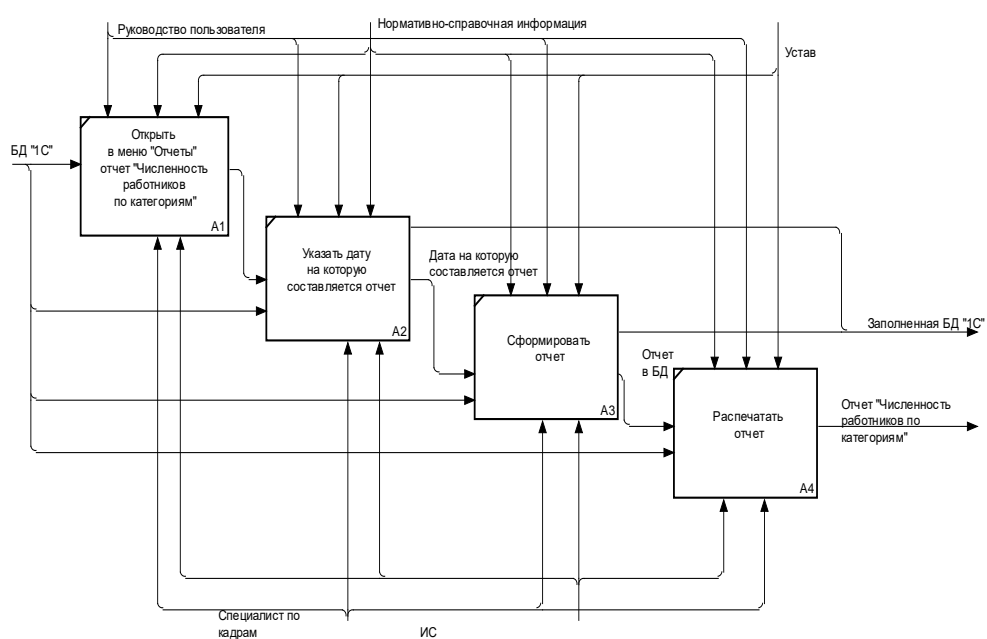 Руководство пользователя
Нормативно-справочная информация
Устав
БД "1С"
Открыть
в меню "Отчеты"
отчет "Численность
работников
по категориям"
A1
Указать дату
на которую
составляется отчет
A2
Дата на которую
составляется отчет
Сформировать
отчет
A3
Заполненная БД "1С"
Отчет
в БД
Распечатать
отчет
A4
Отчет "Численность
работников по
категориям"
Специалист по
кадрам
ИС